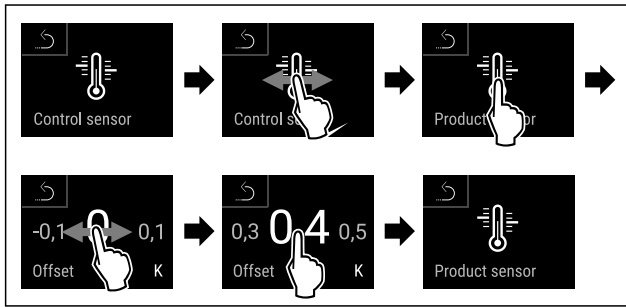 Control sensor
Control s
Product or
-0,1 0 0,1
Offset K
0,3 0,4 0,5
Offset K
Product sensor